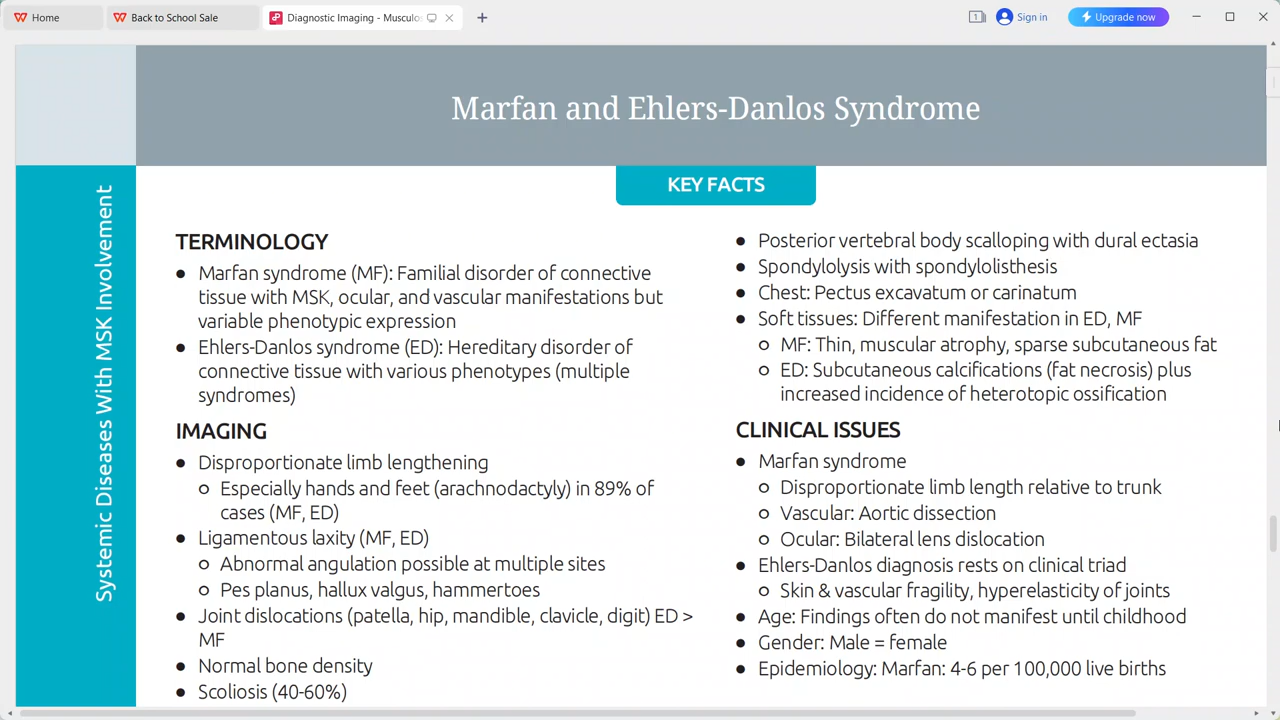 Home
Back to School Sale
Diagnostic Imaging - Musculo
1
Sign in
Upgrade now
Marfan and Ehlers-Danlos Syndrome
Systemic Diseases With MSK Involvement
KEY FACTS
TERMINOLOGY
● Marfan syndrome (MF): Familial disorder of connective
tissue with MSK, ocular, and vascular manifestations but
variable phenotypic expression
● Ehlers-Danlos syndrome (ED): Hereditary disorder of
connective tissue with various phenotypes (multiple
syndromes)
IMAGING
● Disproportionate limb lengthening
○ Especially hands and feet (arachnodactyly) in 89% of
cases (MF, ED)
● Ligamentous laxity (MF, ED)
○ Abnormal angulation possible at multiple sites
○ Pes planus, hallux valgus, hammertoes
● Joint dislocations (patella, hip, mandible, clavicle, digit) ED >
MF
● Normal bone density
● Scoliosis (40-60%)
● Posterior vertebral body scalloping with dural ectasia
● Spondylolysis with spondylolisthesis
● Chest: Pectus excavatum or carinatum
● Soft tissues: Different manifestation in ED, MF
○ MF: Thin, muscular atrophy, sparse subcutaneous fat
○ ED: Subcutaneous calcifications (fat necrosis) plus
increased incidence of heterotopic ossification
CLINICAL ISSUES
● Marfan syndrome
○ Disproportionate limb length relative to trunk
○ Vascular: Aortic dissection
○ Ocular: Bilateral lens dislocation
● Ehlers-Danlos diagnosis rests on clinical triad
○ Skin & vascular fragility, hyperelasticity of joints
● Age: Findings often do not manifest until childhood
● Gender: Male = female
● Epidemiology: Marfan: 4-6 per 100,000 live births